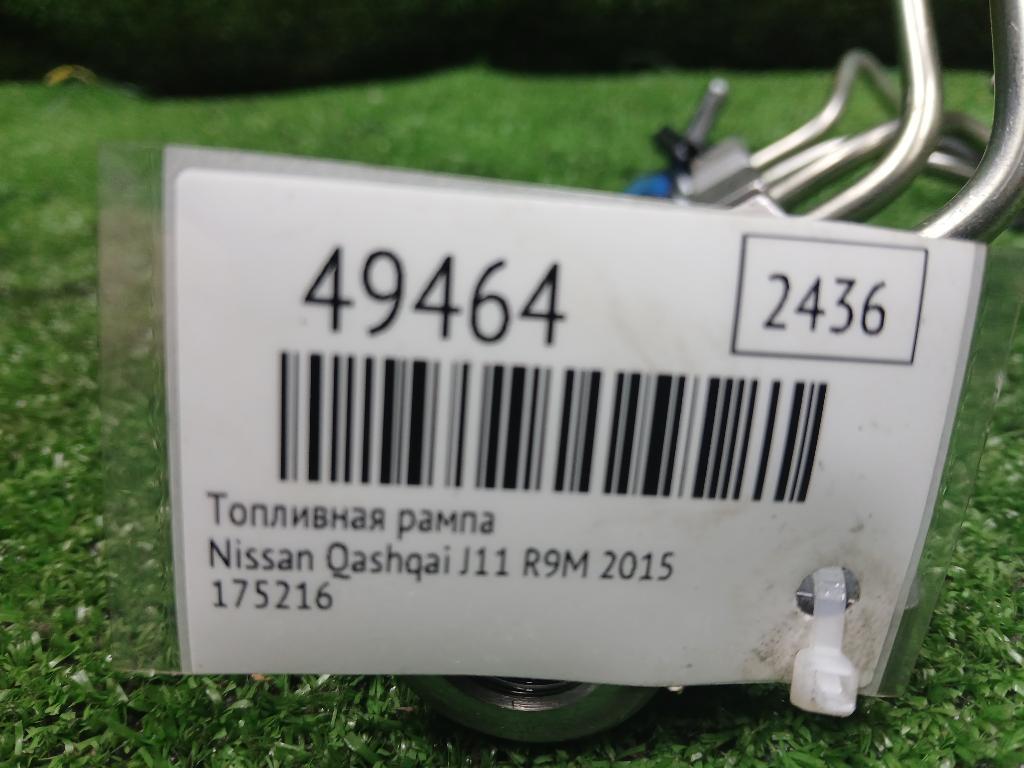 49464
2436
Топливная рампа
Nissan Qashqai J11 R9M 2015
175216